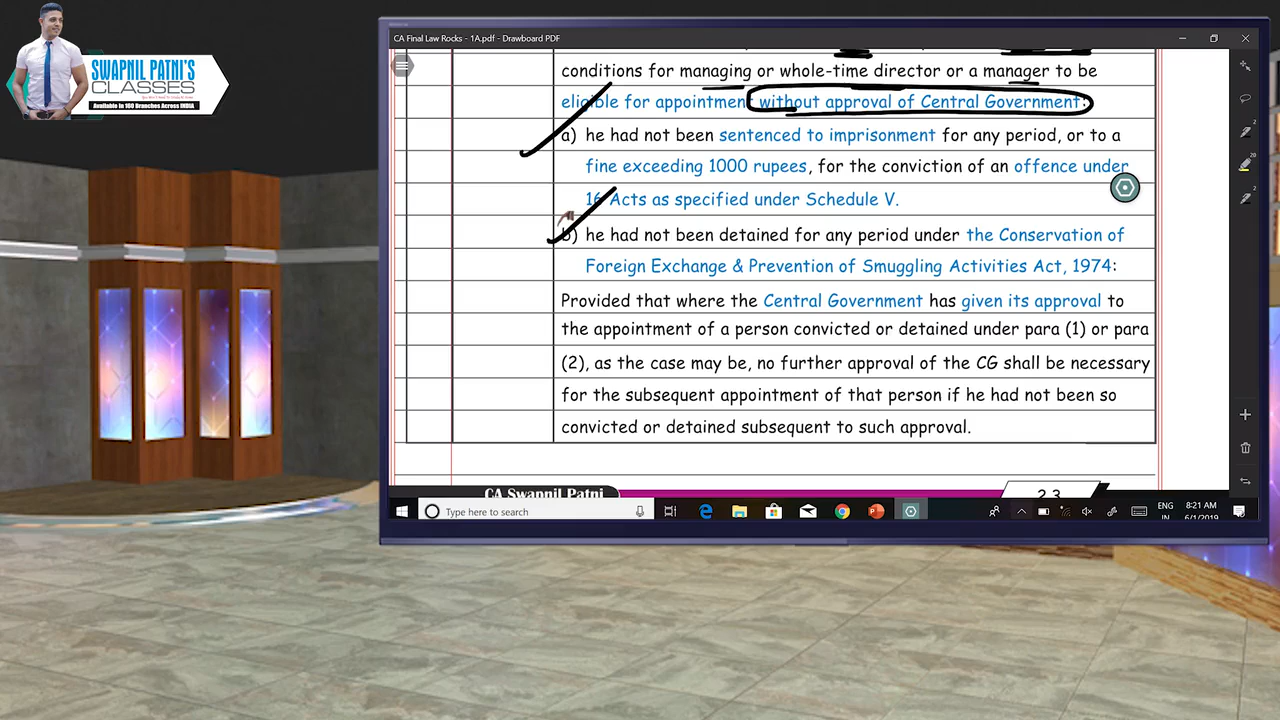 SWAPNIL PATNI'S
CLASSES
Available in 160 Branches Across INDIA
CA Final Law Rocks - 1A.pdf - Drawboard PDF
conditions for managing or whole-time director or a manager to be
eligible for appointment without approval of Central Government:
a) he had not been sentenced to imprisonment for any period, or to a
fine exceeding 1000 rupees, for the conviction of an offence under
16 Acts as specified under Schedule V.
b) he had not been detained for any period under the Conservation of
Foreign Exchange & Prevention of Smuggling Activities Act, 1974:
Provided that where the Central Government has given its approval to
the appointment of a person convicted or detained under para (1) or para
(2), as the case may be, no further approval of the CG shall be necessary
for the subsequent appointment of that person if he had not been so
convicted or detained subsequent to such approval.
CA Swapnil Patni
2.3
Type here to search
ENG
IN
8:21 AM
6/1/2019